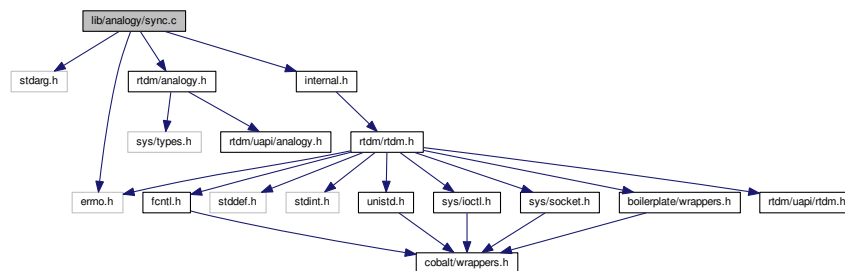 lib/analogy/sync.c
stdarg.h
rtdm/analogy.h
internal.h
sys/types.h
rtdm/uapi/analogy.h
rtdm/rtdm.h
errno.h
fcntl.h
stddef.h
stdint.h
unistd.h
sys/ioctl.h
sys/socket.h
boilerplate/wrappers.h
rtdm/uapi/rtdm.h
cobalt/wrappers.h